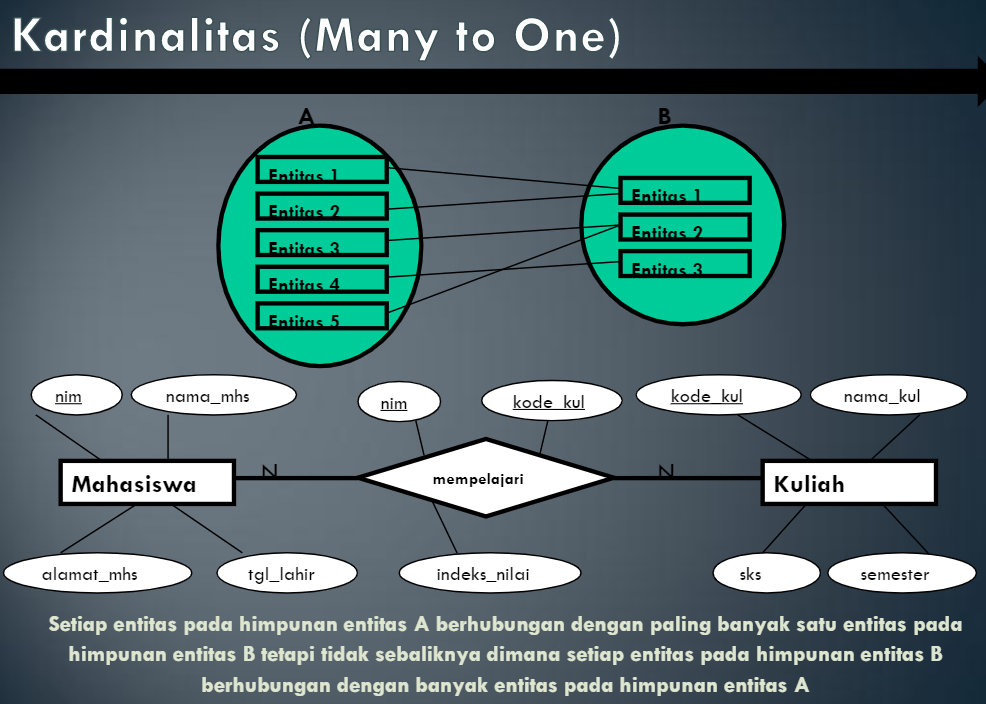 Kardinalitas (Many to One)
A
B
Entitas 1
Entitas 2
Entitas 3
Entitas 4
Entitas 5
Entitas 1
Entitas 2
Entitas 3
nim
nama_mhs
nim
kode_kul
kode_kul
nama_kul
Mahasiswa
N
mempelajari
N
Kuliah
alamat_mhs
tgl_lahir
indeks_nilai
sks
semester
Setiap entitas pada himpunan entitas A berhubungan dengan paling banyak satu entitas pada
himpunan entitas B tetapi tidak sebaliknya dimana setiap entitas pada himpunan entitas B
berhubungan dengan banyak entitas pada himpunan entitas A